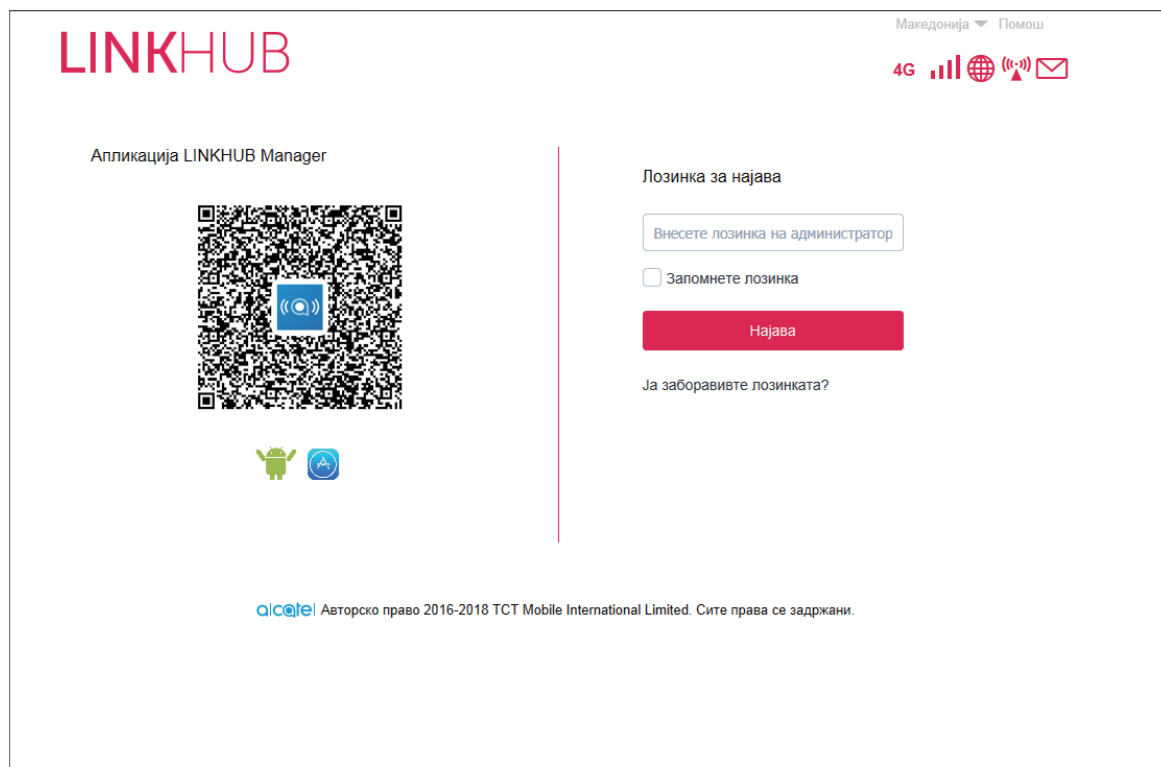 LINKHUB
Македонија Помош
4G
Апликација LINKHUB Manager
Лозинка за најава
Внесете лозинка на администратор
Запомнете лозинка
Најава
Ја заборавивте лозинката?
alcatel Авторско право 2016-2018 TCT Mobile International Limited. Сите права се задржани.